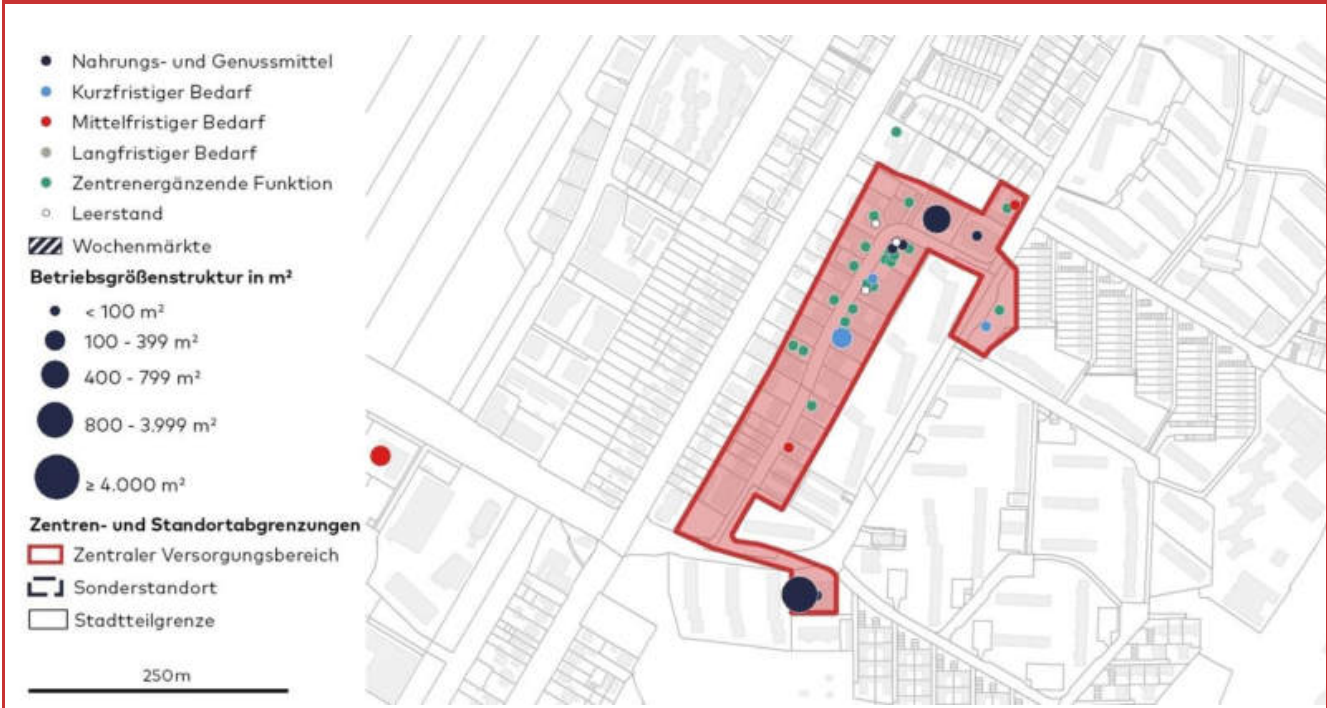 Nahrungs- und Genussmittel
Kurzfristiger Bedarf
Mittelfristiger Bedarf
Langfristiger Bedarf
Zentrenergänzende Funktion
Leerstand
Wochenmärkte
Betriebsgrößenstruktur in m²
< 100 m²
100 - 399 m²
400 - 799 m²
800 - 3.999 m²
≥ 4.000 m²
Zentren- und Standortabgrenzungen
Zentraler Versorgungsbereich
Sonderstandort
Stadtteilgrenze
250m